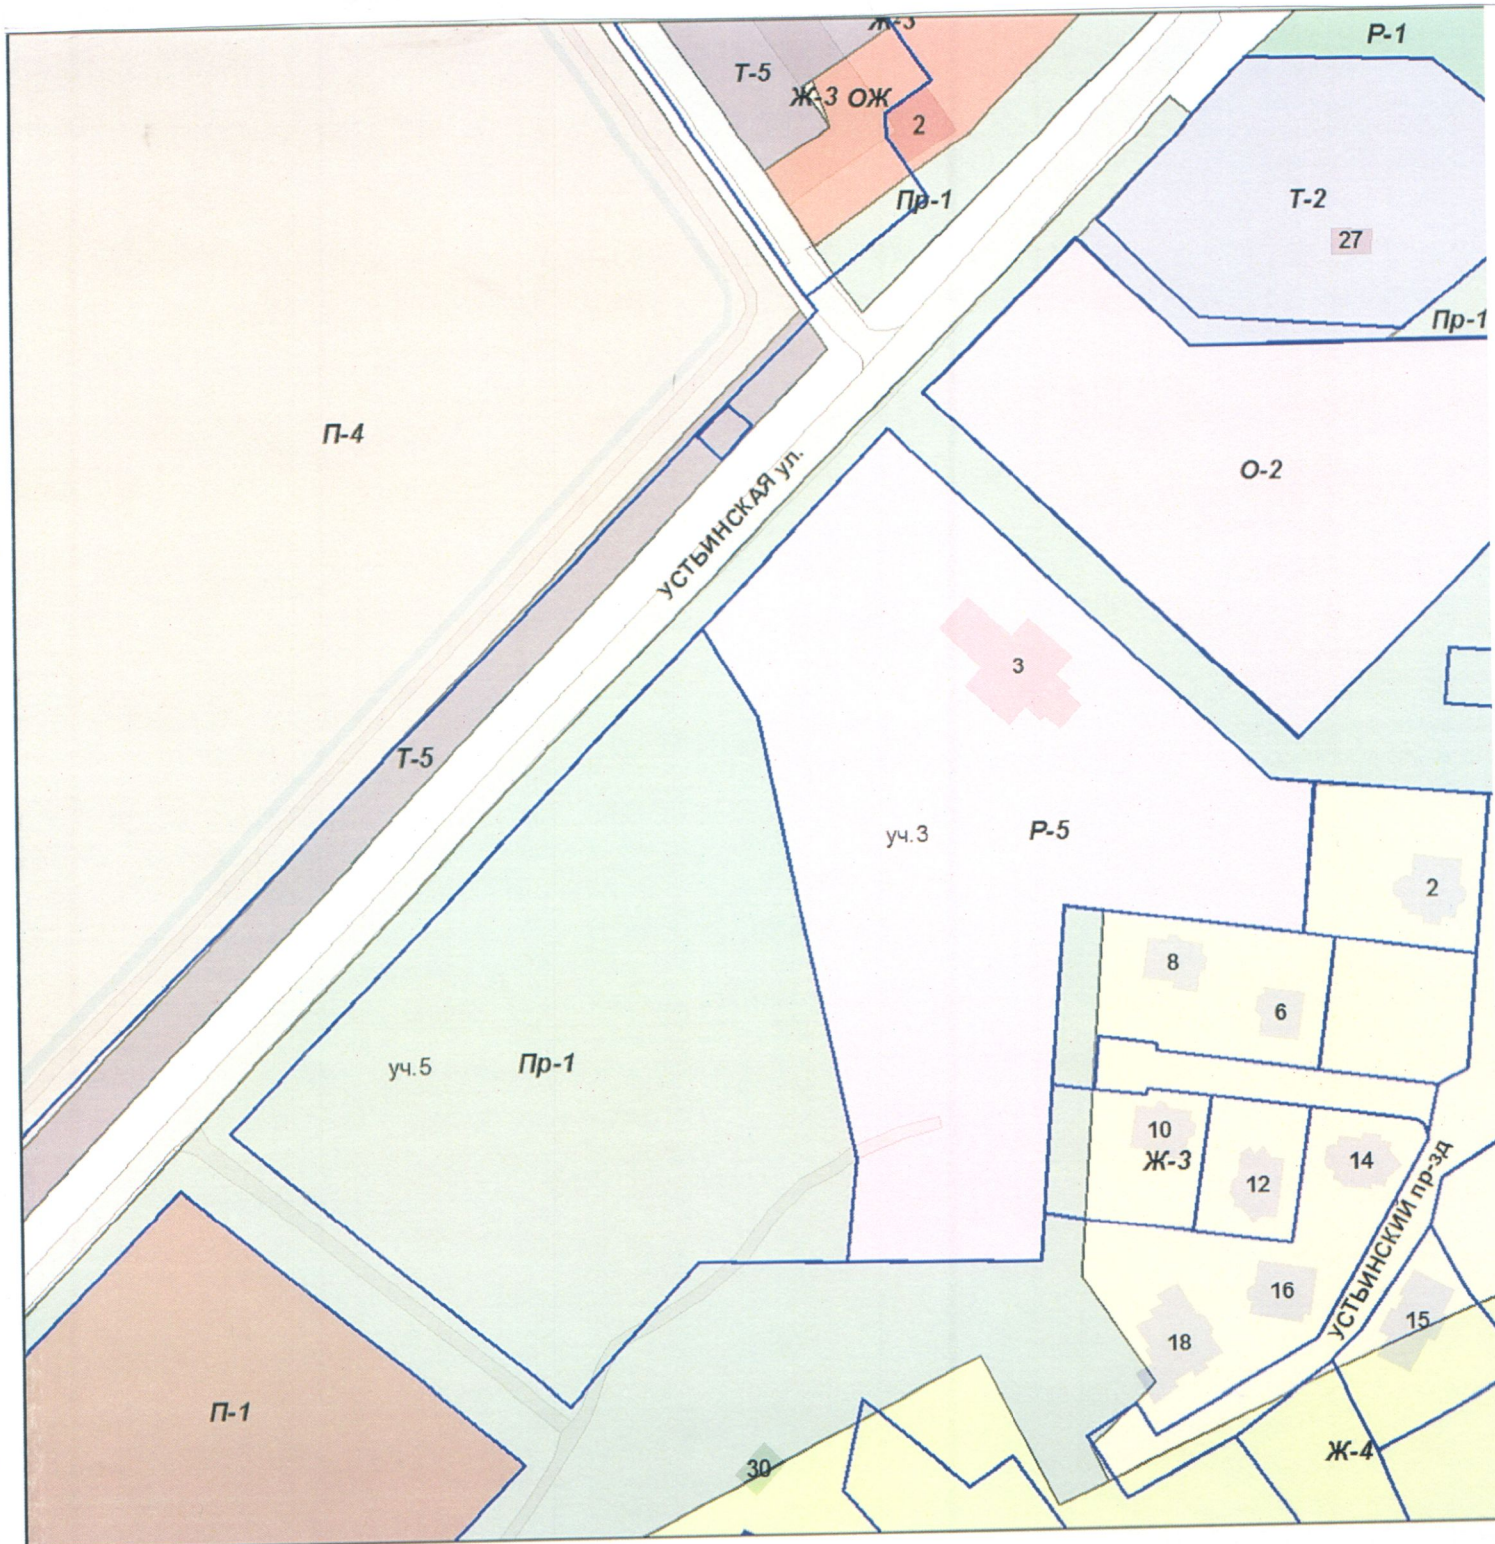 Ж-3
Р-1
Т-5
Ж-3 ОЖ
2
Пр-1
Т-2
27
Пр-1
П-4
О-2
УСТЬИНСКАЯ ул.
3
Т-5
уч.3
Р-5
2
8
6
уч.5
Пр-1
10
Ж-3
12
14
УСТЬИНСКИЙ пр-зд
16
15
18
П-1
Ж-4
30